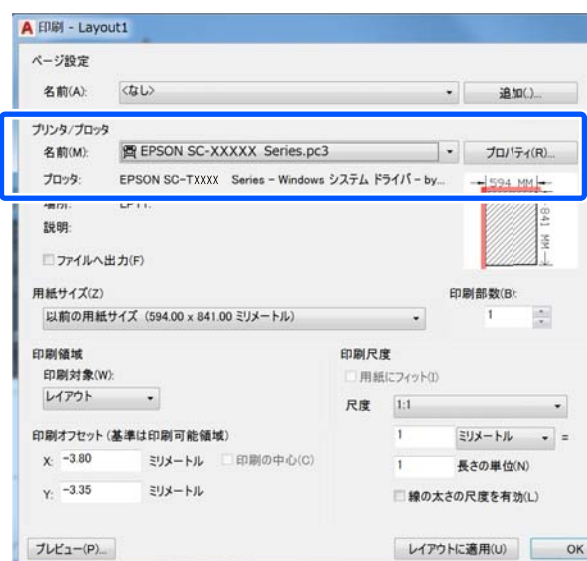 A 印刷 - Layout1
ページ設定
名前(A): <なし> 追加(.)...
プリンタ/プロッタ
名前(M): EPSON SC-XXXXX Series.pc3 プロパティ(R)...
プロッタ: EPSON SC-TXXXX Series - Windows システム ドライバ - by...
594 MM
841 MM
説明:
ファイルへ出力(F)
用紙サイズ(Z) 印刷部数(B):
以前の用紙サイズ (594.00 x 841.00 ミリメートル) 1
印刷領域 印刷尺度
印刷対象(W): 用紙にフィット(I)
レイアウト 尺度 1:1
印刷オフセット (基準は印刷可能領域) 1 ミリメートル =
X: -3.80 ミリメートル 印刷の中心(C) 1 長さの単位(N)
Y: -3.35 ミリメートル 線の太さの尺度を有効(L)
プレビュー(P)... レイアウトに適用(U) OK